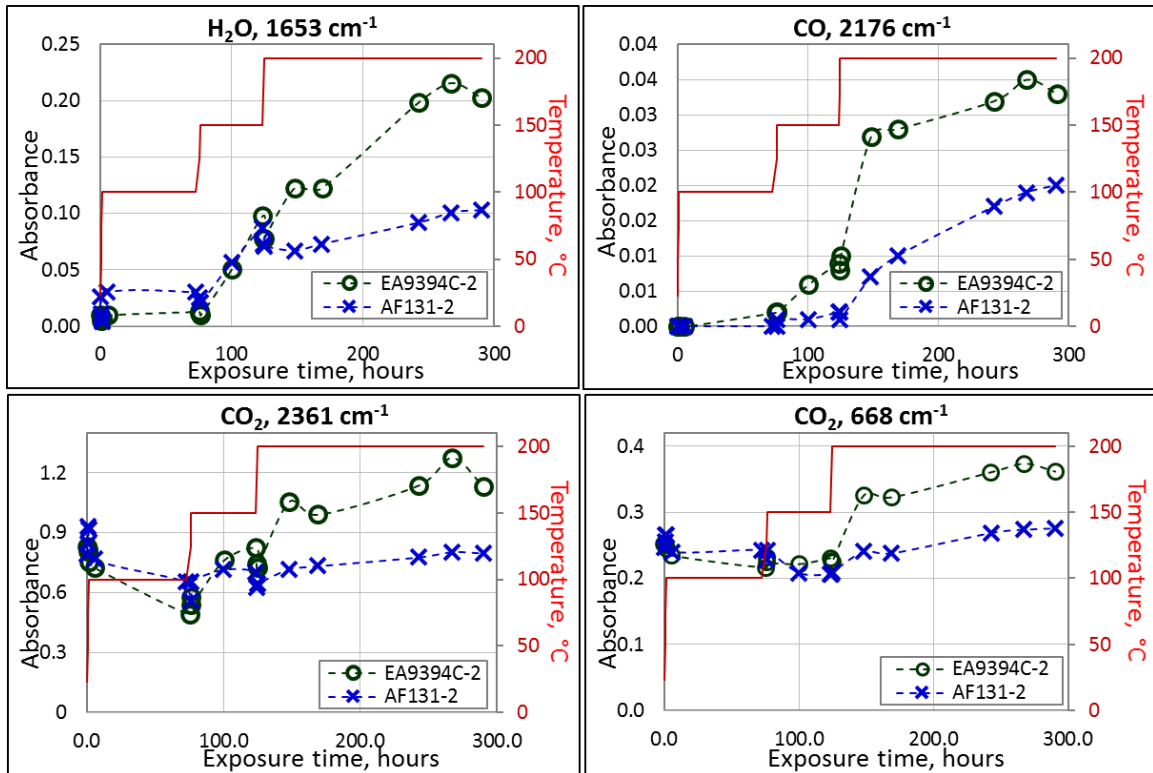 H₂O, 1653 cm⁻¹
0.25
0.20
0.15
0.10
0.05
0.00
Absorbance
200
150
100
50
0
Temperature, °C
EA9394C-2
AF131-2
0
100
200
300
Exposure time, hours
CO, 2176 cm⁻¹
0.04
0.04
0.03
0.03
0.02
0.02
0.01
0.01
0.00
Absorbance
200
150
100
50
0
Temperature, °C
EA9394C-2
AF131-2
0
100
200
300
Exposure time, hours
CO₂, 2361 cm⁻¹
1.2
0.9
0.6
0.3
0
Absorbance
200
150
100
50
0
Temperature, °C
EA9394C-2
AF131-2
0.0
100.0
200.0
300.0
Exposure time, hours
CO₂, 668 cm⁻¹
0.4
0.3
0.2
0.1
0.0
Absorbance
200
150
100
50
0
Temperature, °C
EA9394C-2
AF131-2
0.0
100.0
200.0
300.0
Exposure time, hours